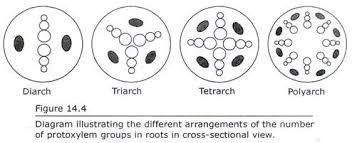 Diarch Triarch Tetrarch Polyarch
Figure 14.4
Diagram illustrating the different arrangements of the number
of protoxylem groups in roots in cross-sectional view.